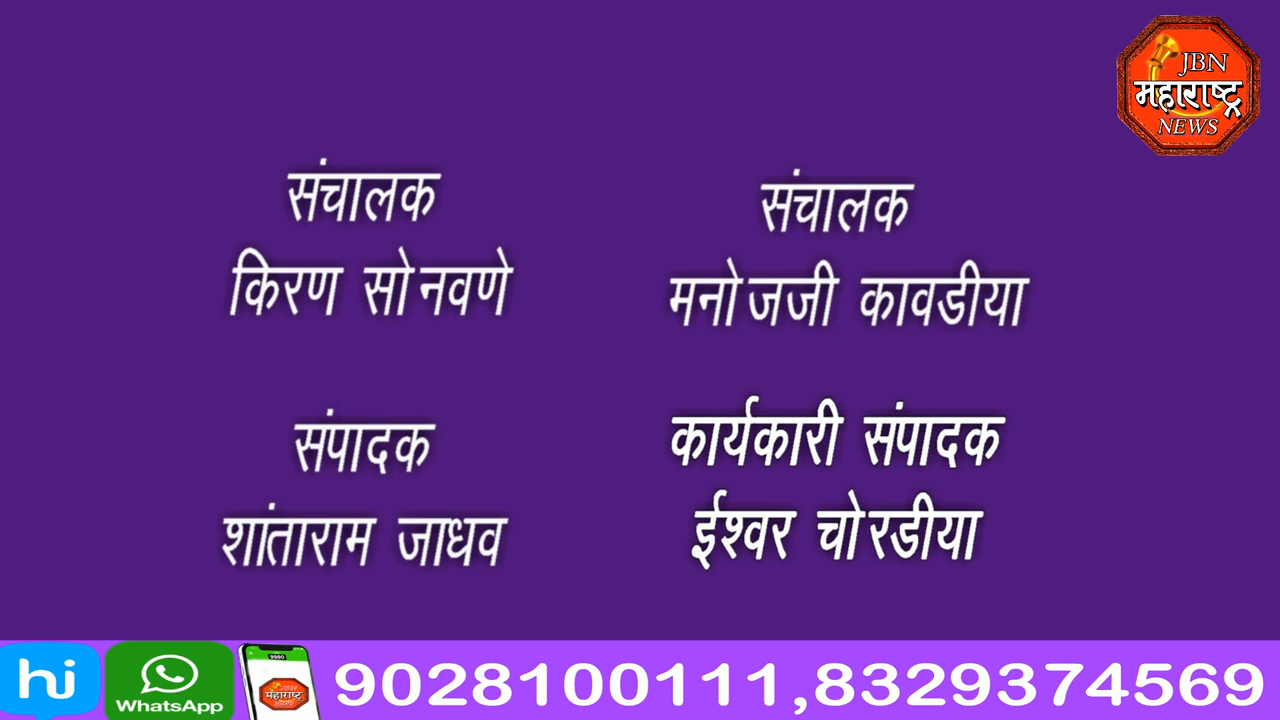 JBN
महाराष्ट्र
NEWS
संचालक
किरण सोनवणे
संचालक
मनोजजी कावडीया
संपादक
शांताराम जाधव
कार्यकारी संपादक
ईश्वर चोरडीया
hi
WhatsApp
महाराष्ट्र
9028100111,8329374569